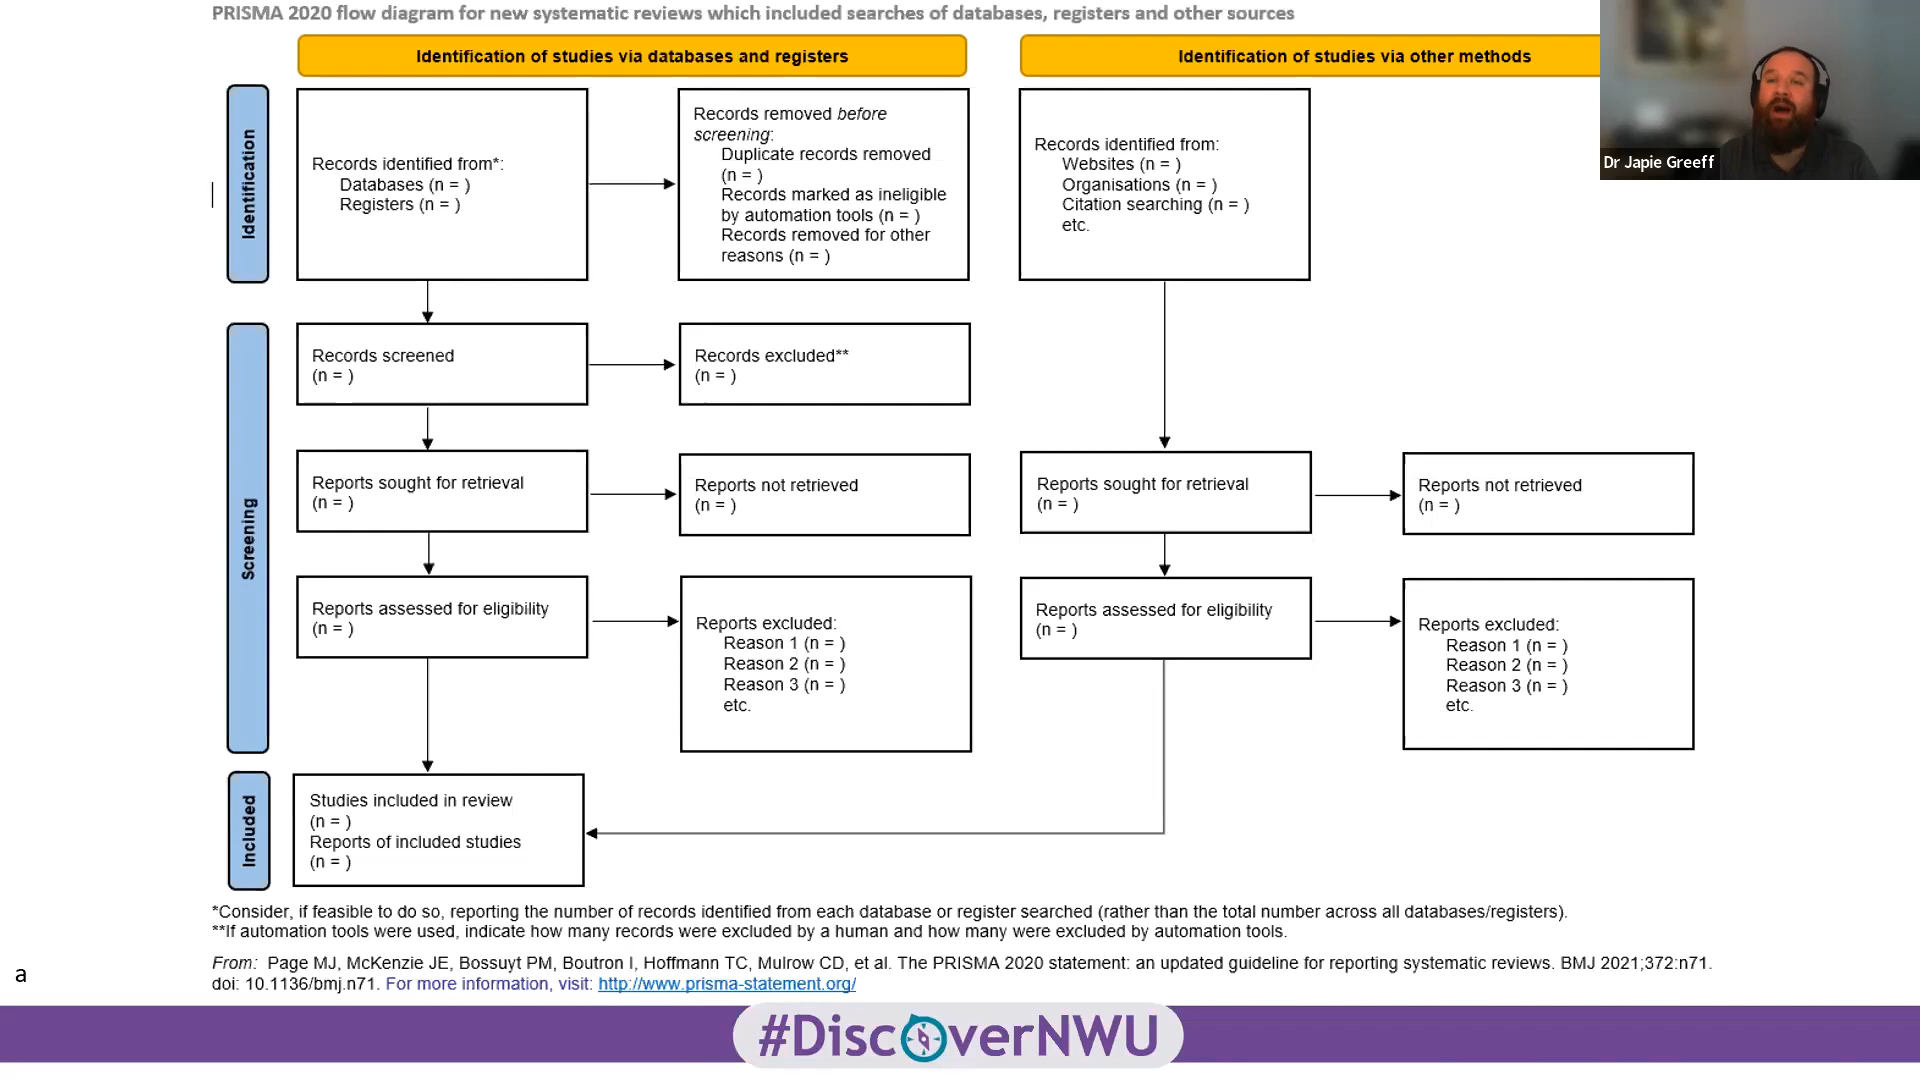 PRISMA 2020 flow diagram for new systematic reviews which included searches of databases, registers and other sources
Identification of studies via databases and registers
Identification of studies via other methods
Dr Japie Greeff
Identification
Records identified from*:
Databases (n = )
Registers (n = )
Records removed before
screening:
Duplicate records removed
(n = )
Records marked as ineligible
by automation tools (n = )
Records removed for other
reasons (n = )
Records identified from:
Websites (n = )
Organisations (n = )
Citation searching (n = )
etc.
Screening
Records screened
(n = )
Records excluded**
(n = )
Reports sought for retrieval
(n = )
Reports not retrieved
(n = )
Reports sought for retrieval
(n = )
Reports not retrieved
(n = )
Reports assessed for eligibility
(n = )
Reports excluded:
Reason 1 (n = )
Reason 2 (n = )
Reason 3 (n = )
etc.
Reports assessed for eligibility
(n = )
Reports excluded:
Reason 1 (n = )
Reason 2 (n = )
Reason 3 (n = )
etc.
Included
Studies included in review
(n = )
Reports of included studies
(n = )
*Consider, if feasible to do so, reporting the number of records identified from each database or register searched (rather than the total number across all databases/registers).
**If automation tools were used, indicate how many records were excluded by a human and how many were excluded by automation tools.
From: Page MJ, McKenzie JE, Bossuyt PM, Boutron I, Hoffmann TC, Mulrow CD, et al. The PRISMA 2020 statement: an updated guideline for reporting systematic reviews. BMJ 2021;372:n71.
doi: 10.1136/bmj.n71. For more information, visit: http://www.prisma-statement.org/
a
#DiscoverNWU